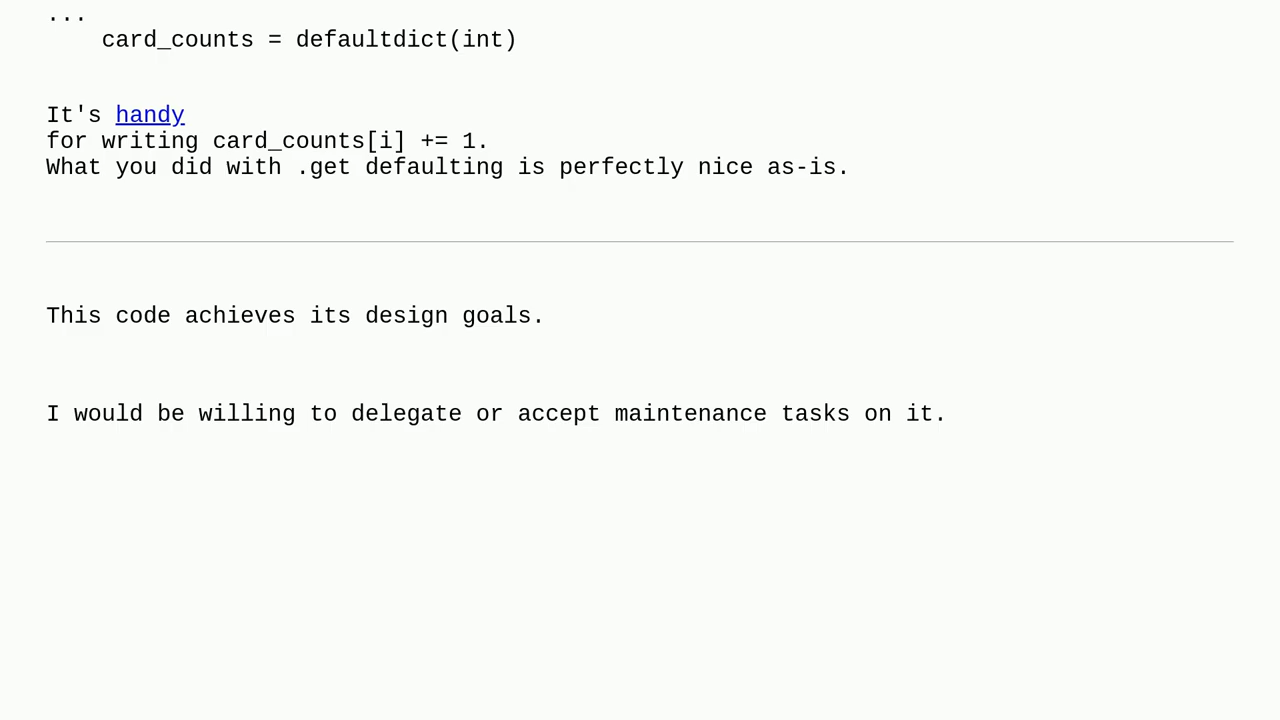 ...
    card_counts = defaultdict(int)
It's handy
for writing card_counts[i] += 1.
What you did with .get defaulting is perfectly nice as-is.
This code achieves its design goals.
I would be willing to delegate or accept maintenance tasks on it.